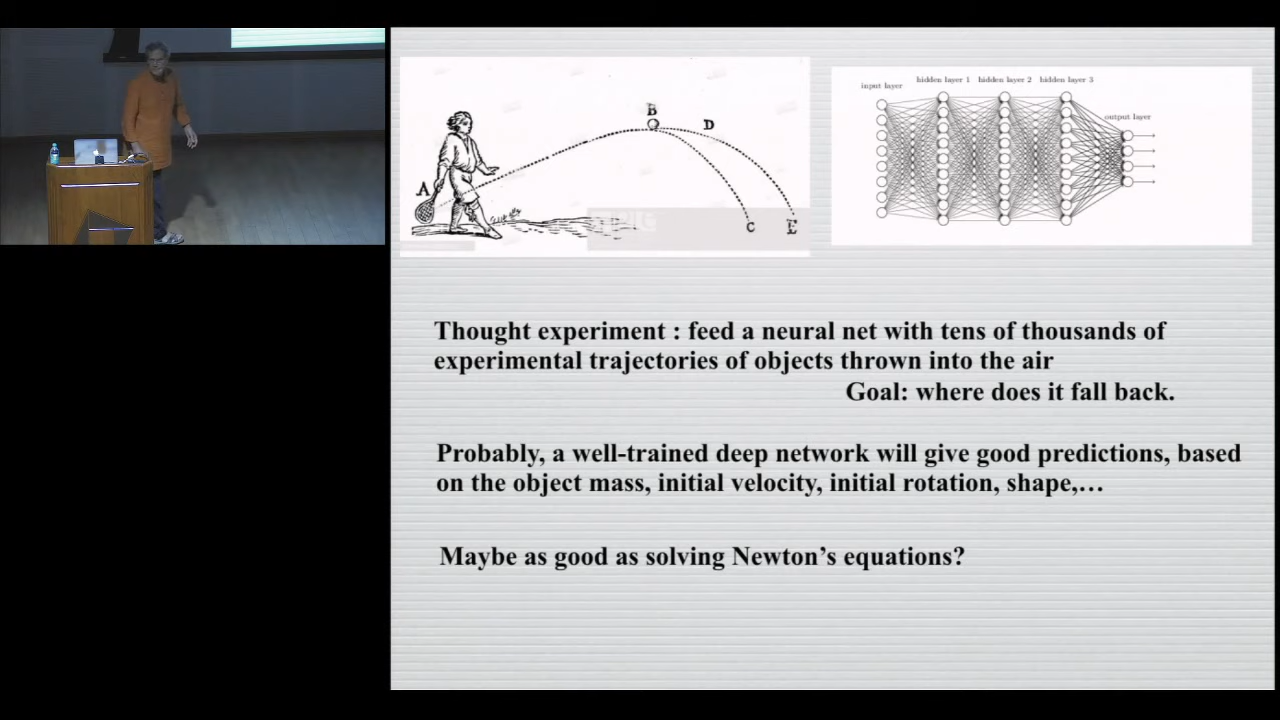 A
B
D
C
E
input layer
hidden layer 1
hidden layer 2
hidden layer 3
output layer
Thought experiment : feed a neural net with tens of thousands of
experimental trajectories of objects thrown into the air
Goal: where does it fall back.
Probably, a well-trained deep network will give good predictions, based
on the object mass, initial velocity, initial rotation, shape,…
Maybe as good as solving Newton’s equations?